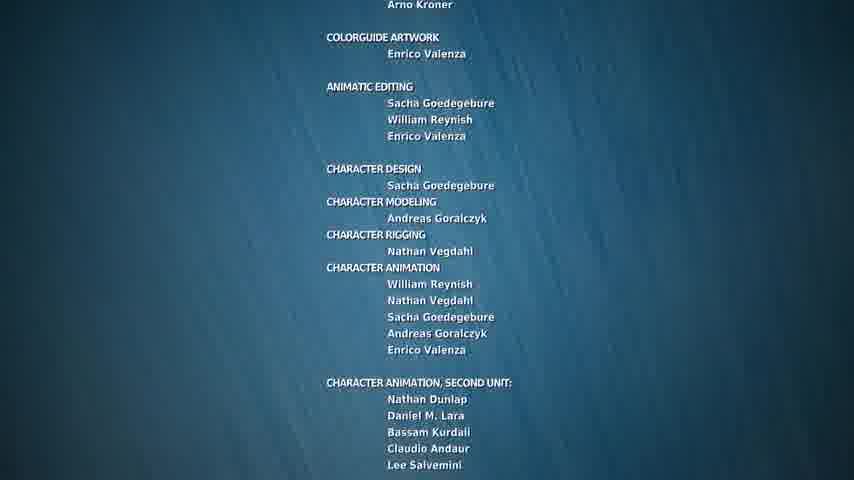 Arno Kroner
COLORGUIDE ARTWORK
Enrico Valenza
ANIMATIC EDITING
Sacha Goedegebure
William Reynish
Enrico Valenza
CHARACTER DESIGN
Sacha Goedegebure
CHARACTER MODELING
Andreas Goralczyk
CHARACTER RIGGING
Nathan Vegdahl
CHARACTER ANIMATION
William Reynish
Nathan Vegdahl
Sacha Goedegebure
Andreas Goralczyk
Enrico Valenza
CHARACTER ANIMATION, SECOND UNIT:
Nathan Dunlap
Daniel M. Lara
Bassam Kurdali
Claudio Andaur
Lee Salvemini